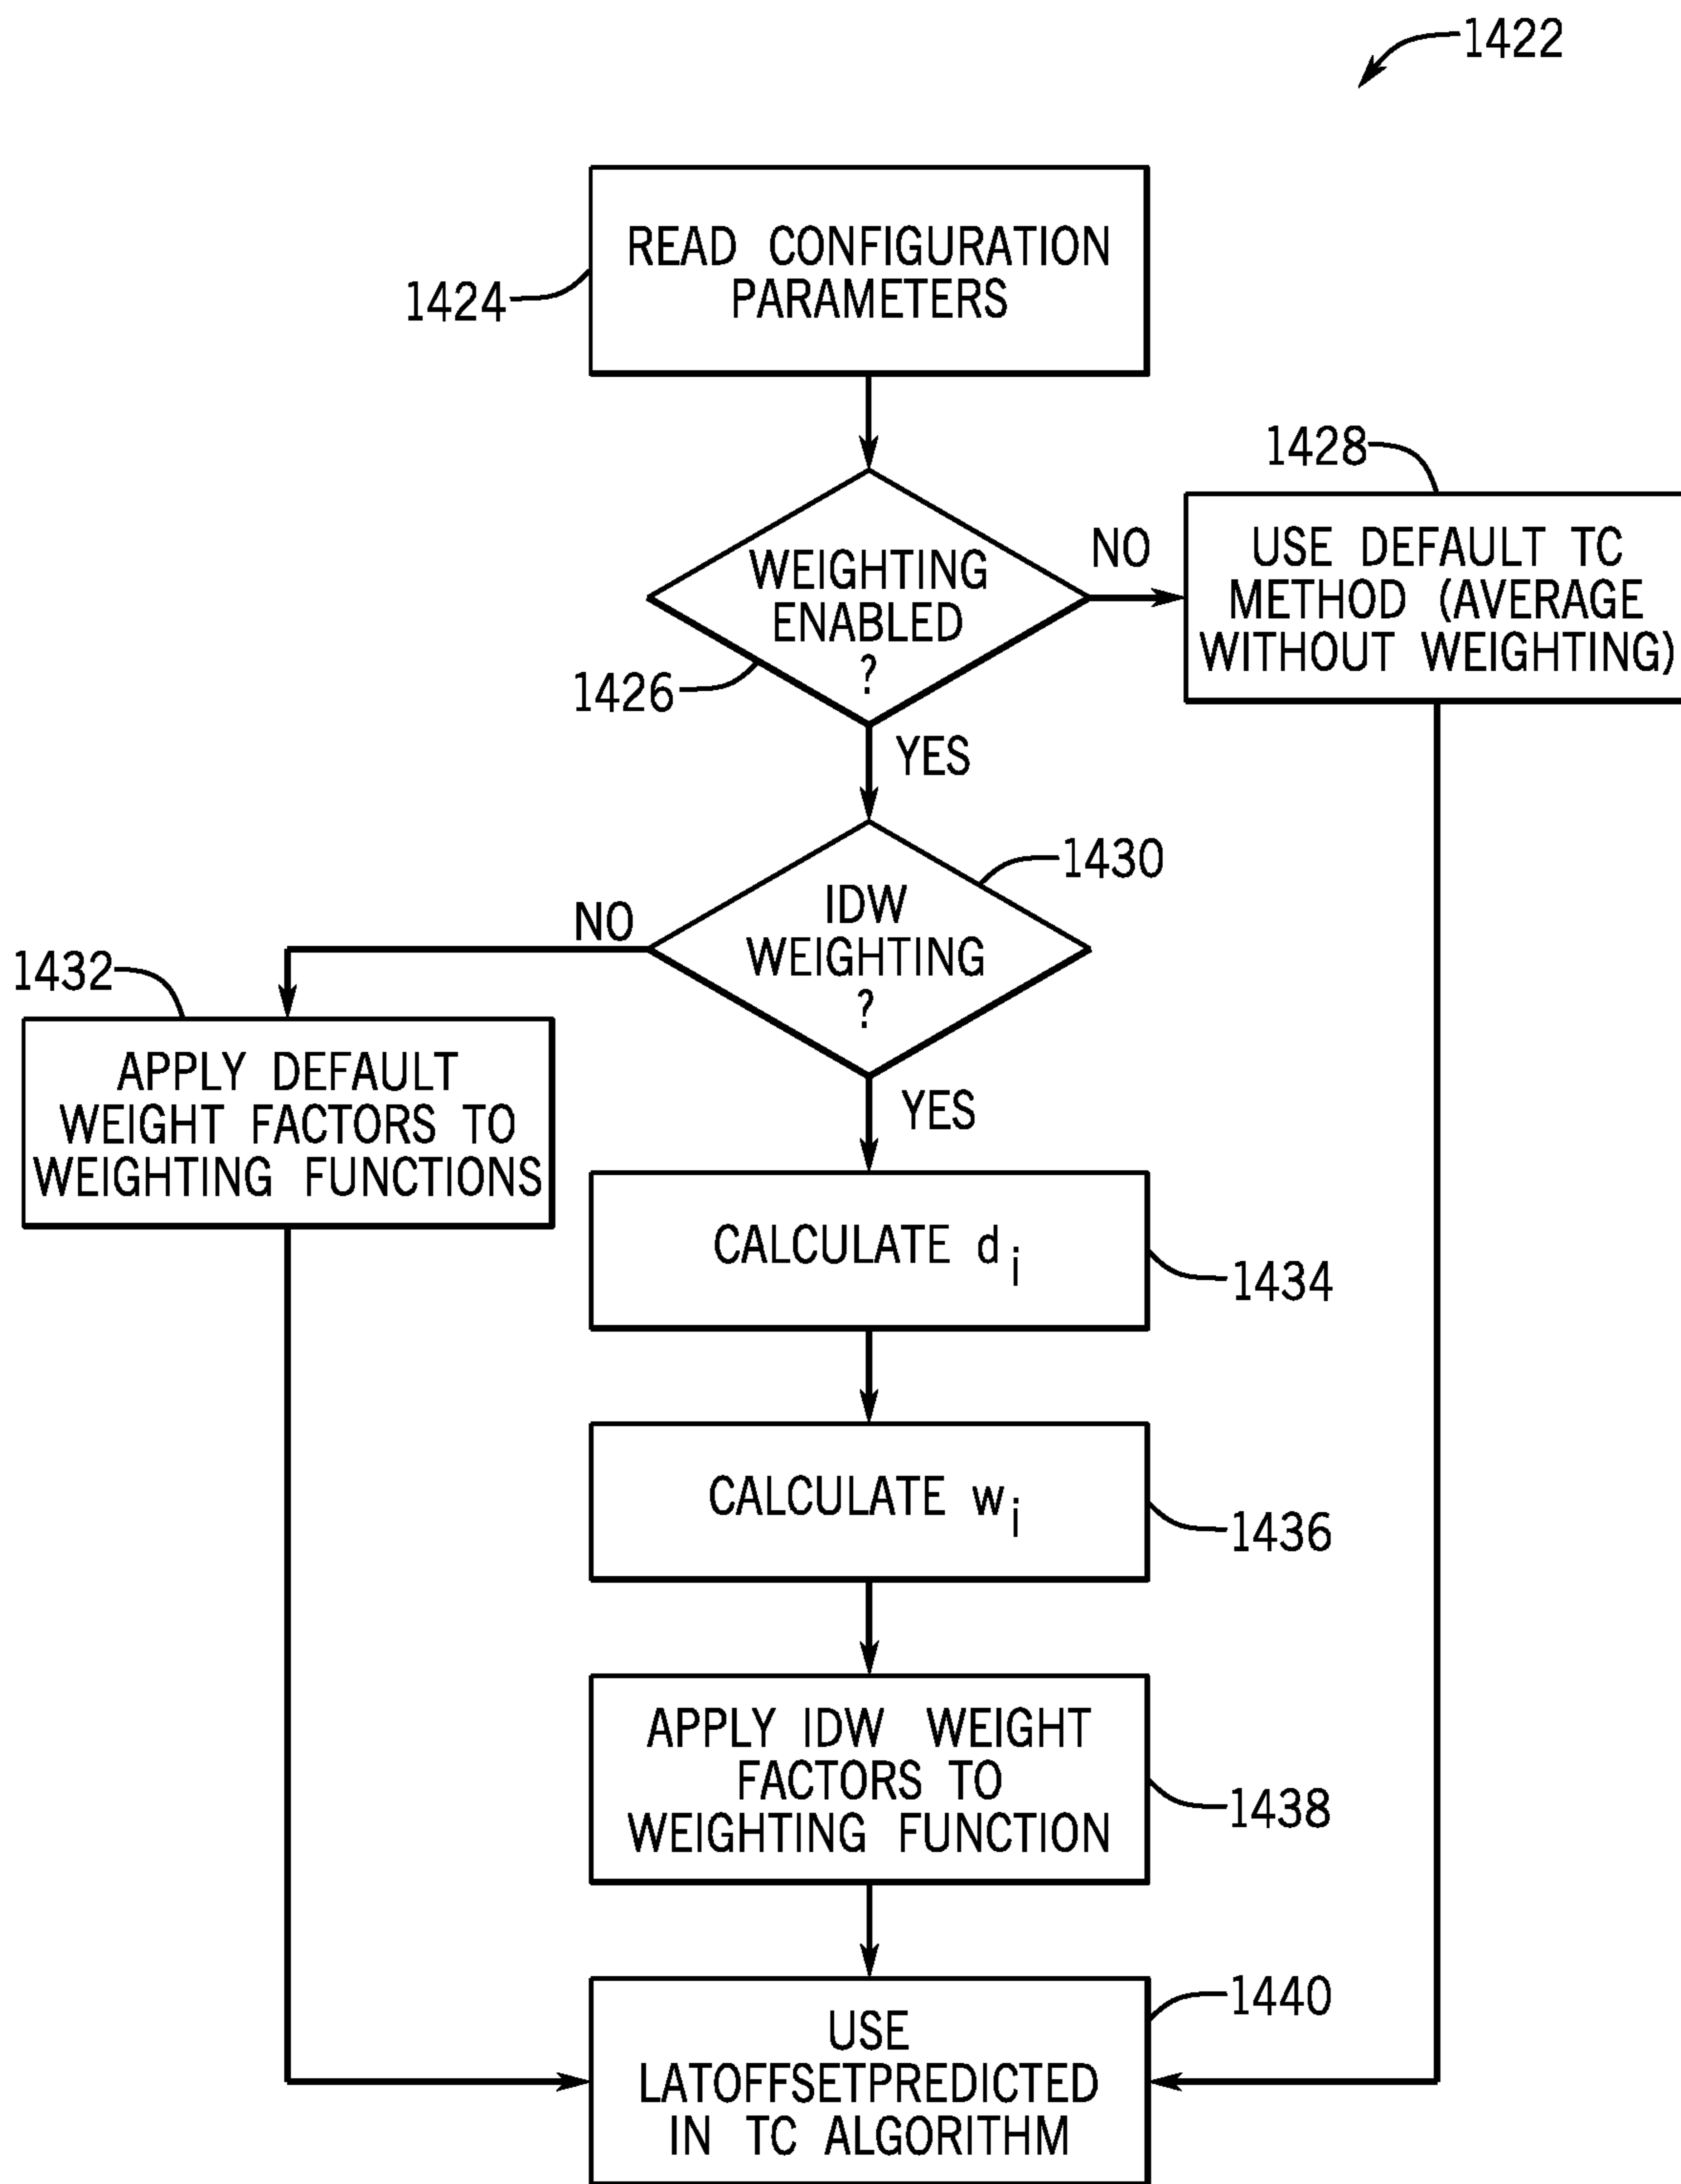 1422
READ CONFIGURATION
PARAMETERS
1424
1428
USE DEFAULT TC
METHOD (AVERAGE
WITHOUT WEIGHTING)
NO
WEIGHTING
ENABLED
?
1426
YES
1430
IDW
WEIGHTING
?
NO
1432
APPLY DEFAULT
WEIGHT FACTORS TO
WEIGHTING FUNCTIONS
YES
CALCULATE di
1434
CALCULATE wi
1436
APPLY IDW WEIGHT
FACTORS TO
WEIGHTING FUNCTION
1438
1440
USE
LATOFFSETPREDICTED
IN TC ALGORITHM